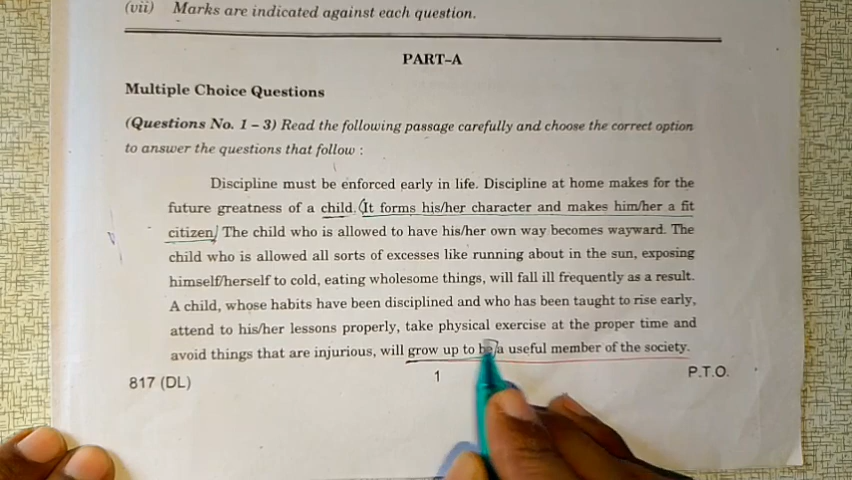 (vii) Marks are indicated against each question.
PART–A
Multiple Choice Questions
(Questions No. 1 – 3) Read the following passage carefully and choose the correct option
to answer the questions that follow :
Discipline must be enforced early in life. Discipline at home makes for the
future greatness of a child. It forms his/her character and makes him/her a fit
citizen. The child who is allowed to have his/her own way becomes wayward. The
child who is allowed all sorts of excesses like running about in the sun, exposing
himself/herself to cold, eating wholesome things, will fall ill frequently as a result.
A child, whose habits have been disciplined and who has been taught to rise early,
attend to his/her lessons properly, take physical exercise at the proper time and
avoid things that are injurious, will grow up to be a useful member of the society.
817 (DL) 1 P.T.O.